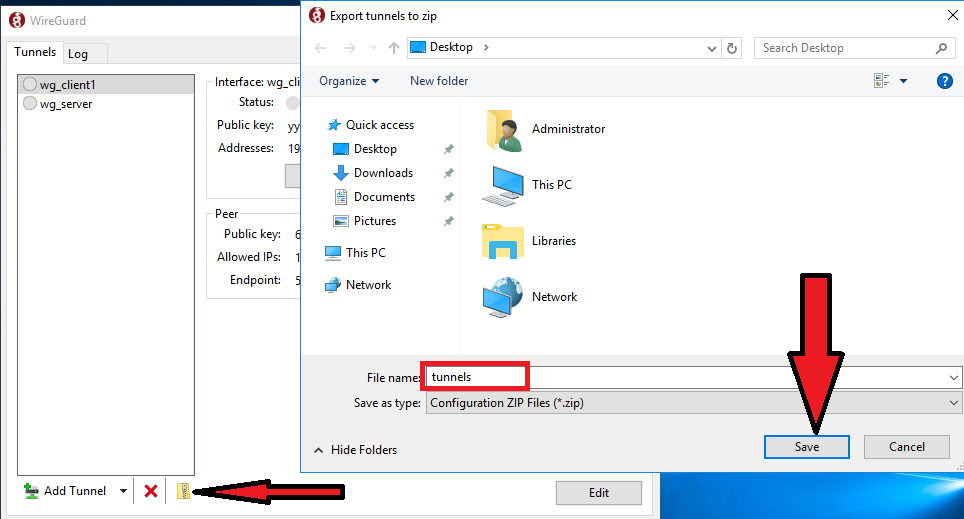 WireGuard
Tunnels
Log
wg_client1
wg_server
Interface: wg_cli
Status:
Public key: yy
Addresses: 19
Peer
Public key: 6
Allowed IPs: 1
Endpoint: 5
Add Tunnel
Edit
Export tunnels to zip
Desktop
Search Desktop
Organize
New folder
?
Quick access
Desktop
Downloads
Documents
Pictures
This PC
Network
Administrator
This PC
Libraries
Network
File name: tunnels
Save as type: Configuration ZIP Files (*.zip)
Hide Folders
Save
Cancel